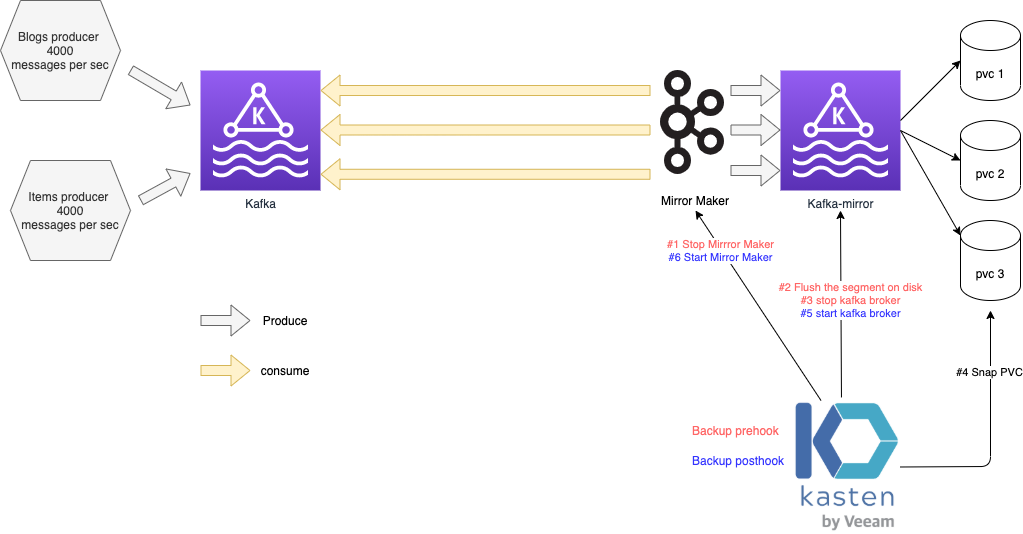 Blogs producer
4000
messages per sec
Items producer
4000
messages per sec
K
Kafka
Mirror Maker
K
Kafka-mirror
pvc 1
pvc 2
pvc 3
#1 Stop Mirrror Maker
#6 Start Mirror Maker
#2 Flush the segment on disk
#3 stop kafka broker
#5 start kafka broker
Produce
consume
#4 Snap PVC
Backup prehook
Backup posthook
kasten
by Veeam